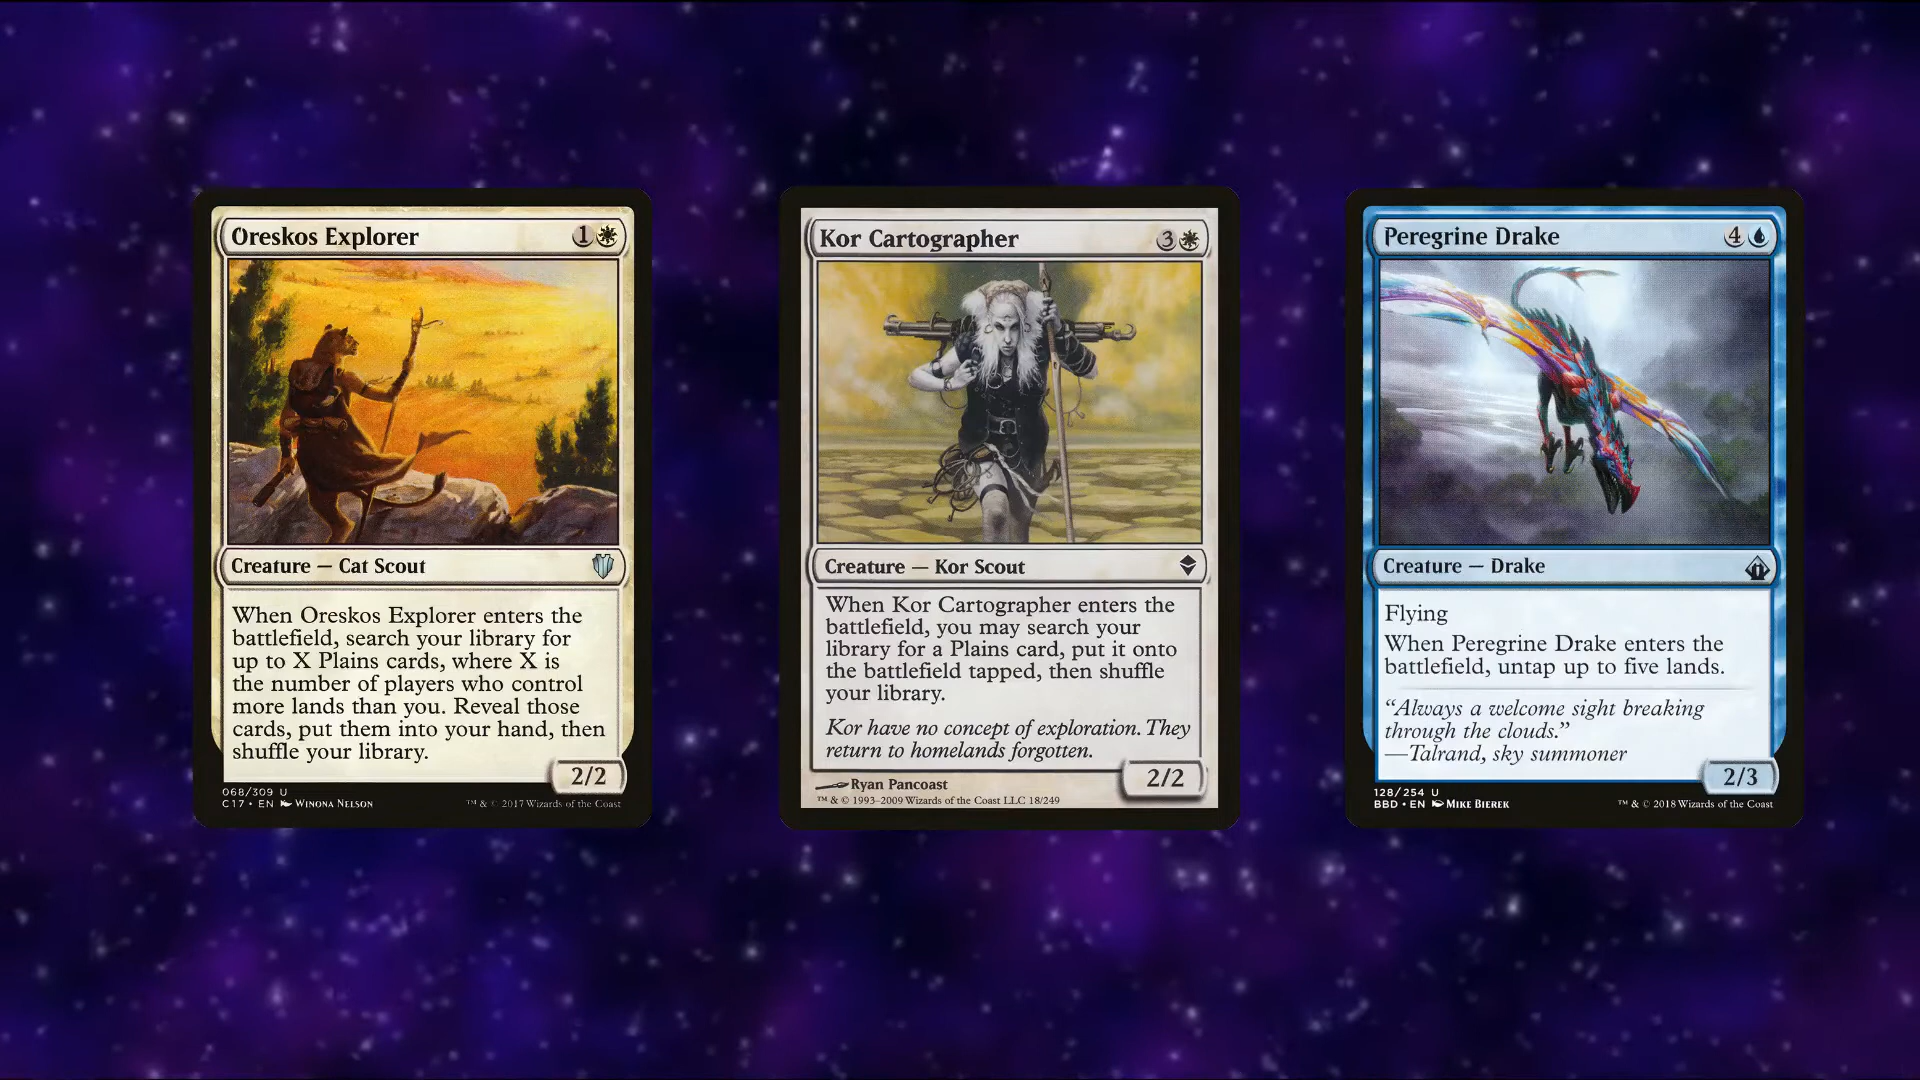 Oreskos Explorer 1
Creature — Cat Scout
When Oreskos Explorer enters the
battlefield, search your library for
up to X Plains cards, where X is
the number of players who control
more lands than you. Reveal those
cards, put them into your hand, then
shuffle your library.
2/2
068/309 U
C17 • EN Winona Nelson
™ & © 2017 Wizards of the Coast
Kor Cartographer 3
Creature — Kor Scout
When Kor Cartographer enters the
battlefield, you may search your
library for a Plains card, put it onto
the battlefield tapped, then shuffle
your library.
Kor have no concept of exploration. They
return to homelands forgotten.
2/2
Ryan Pancoast
™ & © 1993–2009 Wizards of the Coast LLC 18/249
Peregrine Drake 4
Creature — Drake
Flying
When Peregrine Drake enters the
battlefield, untap up to five lands.
“Always a welcome sight breaking
through the clouds.”
—Talrand, sky summoner
2/3
128/254 U
BBD • EN Mike Bierek
™ & © 2018 Wizards of the Coast